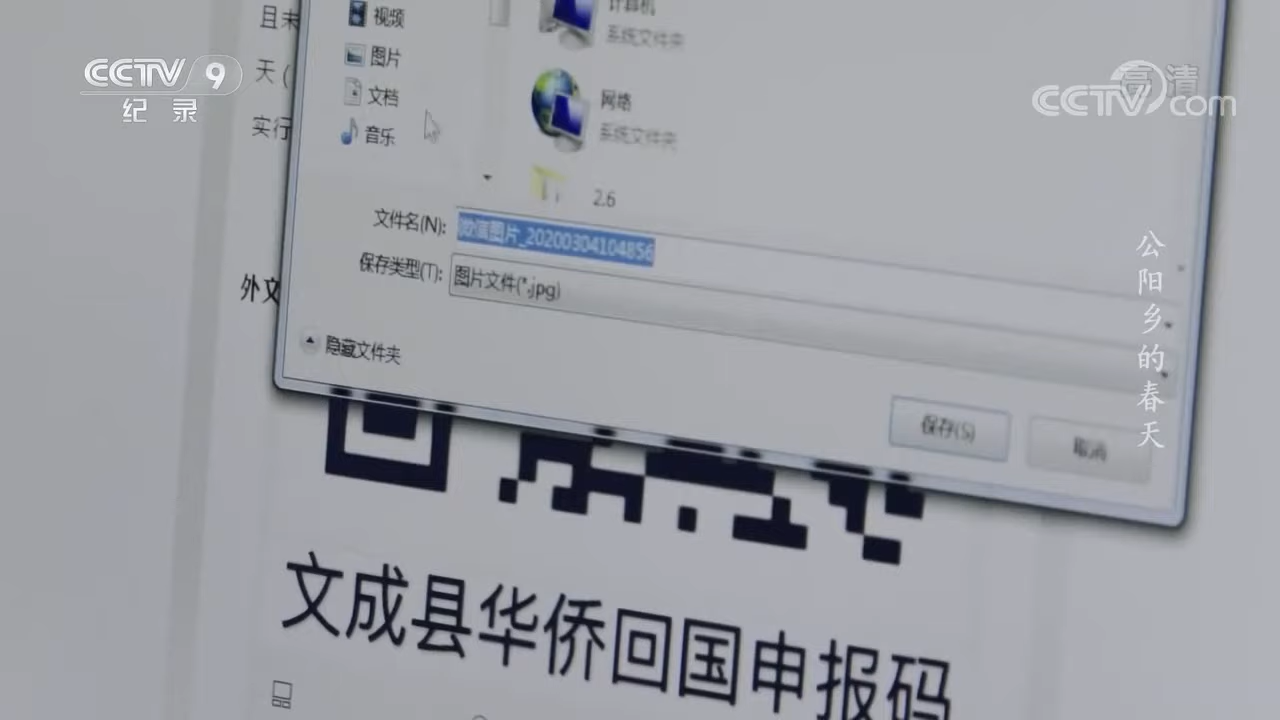 CCTV 9
纪录
高清
CCTV.com
且未
天（
实行
外文
视频
图片
文档
音乐
计算机
系统文件夹
网络
系统文件夹
2.6
文件名(N):
微信图片_20200304104856
保存类型(T):
图片文件(*.jpg)
隐藏文件夹
保存(S)
取消
文成县华侨回国申报码
公阳乡的春天